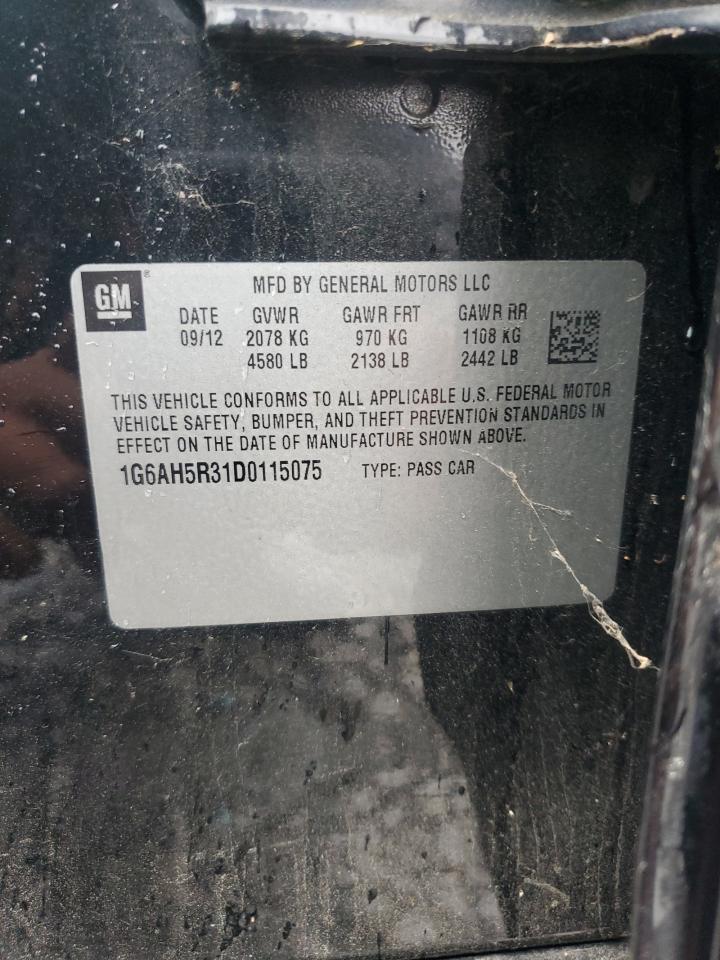 GM ®
MFD BY GENERAL MOTORS LLC
DATE GVWR GAWR FRT GAWR RR
09/12 2078 KG 970 KG 1108 KG
4580 LB 2138 LB 2442 LB
THIS VEHICLE CONFORMS TO ALL APPLICABLE U.S. FEDERAL MOTOR
VEHICLE SAFETY, BUMPER, AND THEFT PREVENTION STANDARDS IN
EFFECT ON THE DATE OF MANUFACTURE SHOWN ABOVE.
1G6AH5R31D0115075 TYPE: PASS CAR